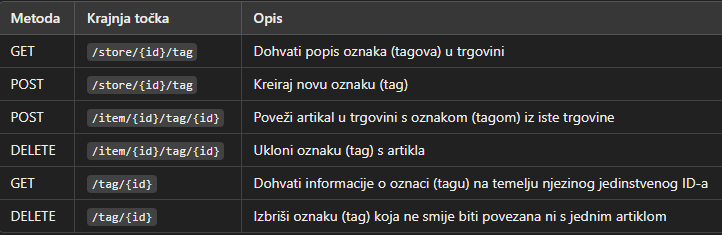 Metoda Krajnja točka Opis
GET /store/{id}/tag Dohvati popis oznaka (tagova) u trgovini
POST /store/{id}/tag Kreiraj novu oznaku (tag)
POST /item/{id}/tag/{id} Poveži artikal u trgovini s oznakom (tagom) iz iste trgovine
DELETE /item/{id}/tag/{id} Ukloni oznaku (tag) s artikla
GET /tag/{id} Dohvati informacije o oznaci (tagu) na temelju njezinog jedinstvenog ID-a
DELETE /tag/{id} Izbriši oznaku (tag) koja ne smije biti povezana ni s jednim artiklom